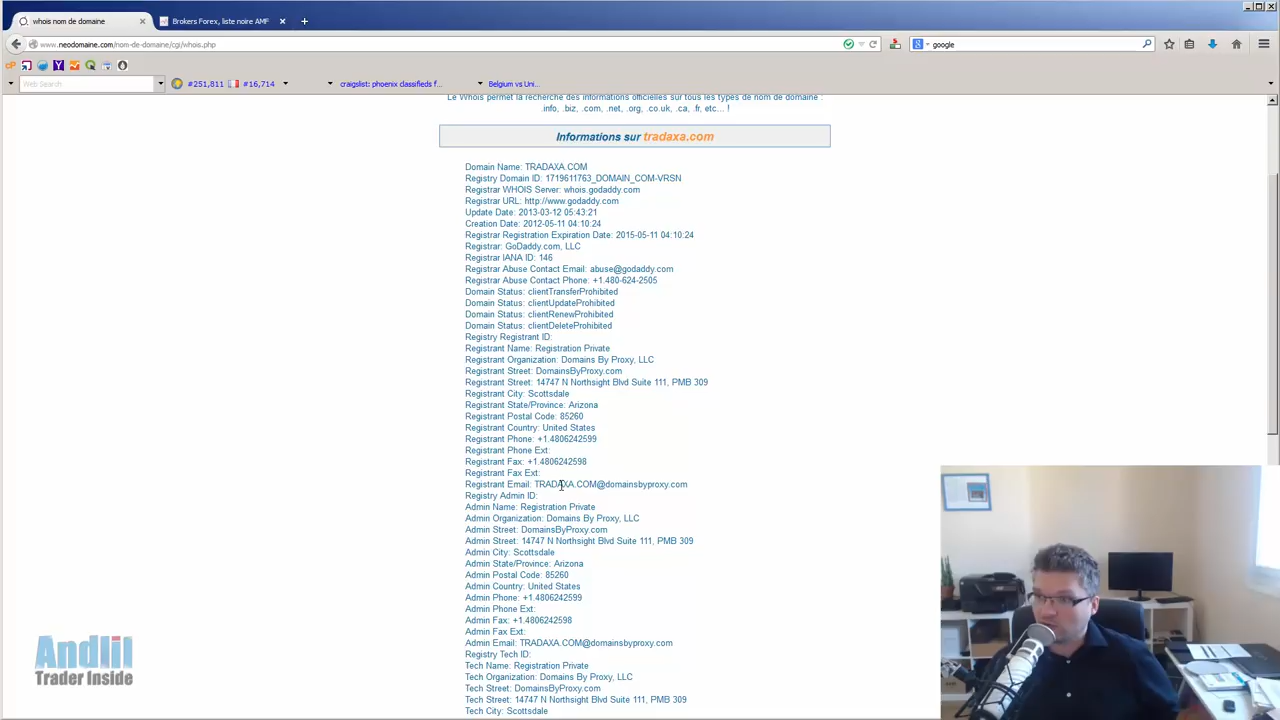 whois nom de domaine
Brokers Forex, liste noire AMF
www.neodomaine.com/nom-de-domaine/cgi/whois.php
google
Web Search
#251,811
#16,714
craigslist: phoenix classifieds f...
Belgium vs Uni...
Le Whois permet la recherche des informations officielles sur tous les types de nom de domaine :
.info, .biz, .com, .net, .org, .co.uk, .ca, .fr, etc... !
Informations sur tradaxa.com
Domain Name: TRADAXA.COM
Registry Domain ID: 1719611763_DOMAIN_COM-VRSN
Registrar WHOIS Server: whois.godaddy.com
Registrar URL: http://www.godaddy.com
Update Date: 2013-03-12 05:43:21
Creation Date: 2012-05-11 04:10:24
Registrar Registration Expiration Date: 2015-05-11 04:10:24
Registrar: GoDaddy.com, LLC
Registrar IANA ID: 146
Registrar Abuse Contact Email: abuse@godaddy.com
Registrar Abuse Contact Phone: +1.480-624-2505
Domain Status: clientTransferProhibited
Domain Status: clientUpdateProhibited
Domain Status: clientRenewProhibited
Domain Status: clientDeleteProhibited
Registry Registrant ID:
Registrant Name: Registration Private
Registrant Organization: Domains By Proxy, LLC
Registrant Street: DomainsByProxy.com
Registrant Street: 14747 N Northsight Blvd Suite 111, PMB 309
Registrant City: Scottsdale
Registrant State/Province: Arizona
Registrant Postal Code: 85260
Registrant Country: United States
Registrant Phone: +1.4806242599
Registrant Phone Ext:
Registrant Fax: +1.4806242598
Registrant Fax Ext:
Registrant Email: TRADAXA.COM@domainsbyproxy.com
Registry Admin ID:
Admin Name: Registration Private
Admin Organization: Domains By Proxy, LLC
Admin Street: DomainsByProxy.com
Admin Street: 14747 N Northsight Blvd Suite 111, PMB 309
Admin City: Scottsdale
Admin State/Province: Arizona
Admin Postal Code: 85260
Admin Country: United States
Admin Phone: +1.4806242599
Admin Phone Ext:
Admin Fax: +1.4806242598
Admin Fax Ext:
Admin Email: TRADAXA.COM@domainsbyproxy.com
Registry Tech ID:
Tech Name: Registration Private
Tech Organization: Domains By Proxy, LLC
Tech Street: DomainsByProxy.com
Tech Street: 14747 N Northsight Blvd Suite 111, PMB 309
Tech City: Scottsdale
Andlil
Trader Inside